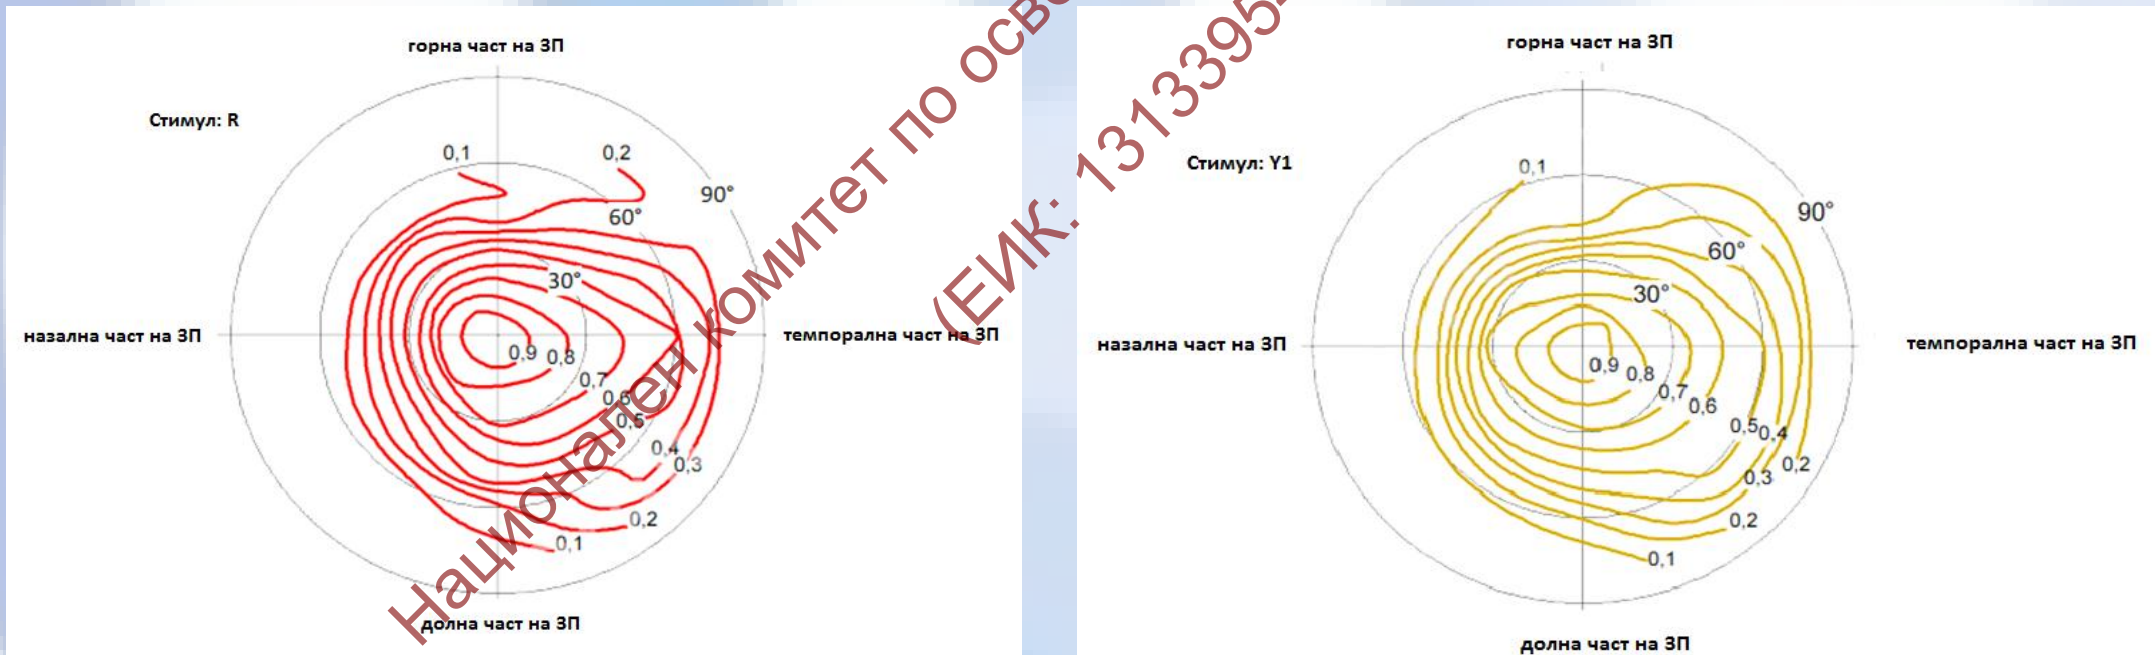 горна част на ЗП
Стимул: R
0,1
0,2
90°
60°
30°
назална част на ЗП
темпорална част на ЗП
0,9
0,8
0,7
0,6
0,5
0,4
0,3
0,2
0,1
долна част на ЗП
горна част на ЗП
Стимул: Y1
0,1
90°
60°
30°
назална част на ЗП
темпорална част на ЗП
0,9
0,8
0,7
0,6
0,5
0,4
0,2
0,3
0,2
0,1
долна част на ЗП
Национален комитет по осве
(ЕИК: 1313395